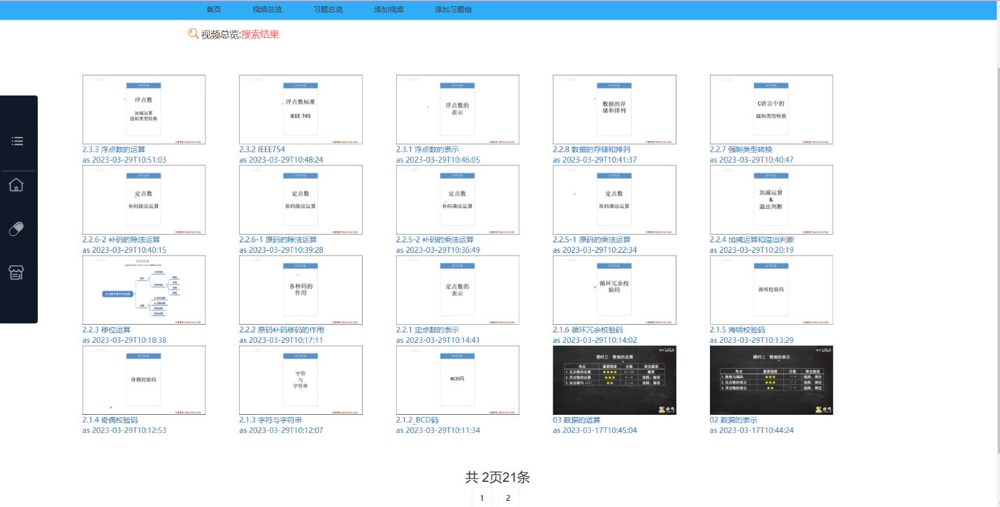 首页 视频总览 习题总览 添加视频 添加习题组
视频总览:搜索结果
浮点数
加减运算
强制类型转换
2.3.3 浮点数的运算
as 2023-03-29T10:51:03
浮点数标准
IEEE 745
2.3.2 IEEE754
as 2023-03-29T10:48:24
浮点数的
表示
2.3.1 浮点数的表示
as 2023-03-29T10:46:05
数据的存
储和排列
2.2.8 数据的存储和排列
as 2023-03-29T10:41:37
C语言中的
强制类型转换
2.2.7 强制类型转换
as 2023-03-29T10:40:47
定点数
补码除法运算
2.2.6-2 补码的除法运算
as 2023-03-29T10:40:15
定点数
原码除法运算
2.2.6-1 原码的除法运算
as 2023-03-29T10:39:28
定点数
补码乘法运算
2.2.5-2 补码的乘法运算
as 2023-03-29T10:36:49
定点数
原码乘法运算
2.2.5-1 原码的乘法运算
as 2023-03-29T10:22:34
加减运算
&
溢出判断
2.2.4 加减运算和溢出判断
as 2023-03-29T10:20:19
2.2.3 移位运算
as 2023-03-29T10:18:38
各种码的
作用
2.2.2 原码补码移码的作用
as 2023-03-29T10:17:11
定点数的
表示
2.2.1 定点数的表示
as 2023-03-29T10:14:41
循环冗余校
验码
2.1.6 循环冗余校验码
as 2023-03-29T10:14:02
海明校验码
2.1.5 海明校验码
as 2023-03-29T10:13:29
奇偶校验码
2.1.4 奇偶校验码
as 2023-03-29T10:12:53
字符
与
字符串
2.1.3 字符与字符串
as 2023-03-29T10:12:07
BCD码
2.1.2_BCD码
as 2023-03-29T10:11:34
课时三 数据的运算
考点 重要程度 分值 常见题型
1. 定点数的运算 ★★★★ 解答
2. 浮点数的运算 ★★★ 选择、解答
★★ 选择、解答
03 数据的运算
as 2023-03-17T10:45:04
课时二 数据的表示
考点 重要程度 分值 常见题型
1. 数制与编码 ★★★ 选择、填空
2. 定点数的表示 ★★★ 选择、填空
3. 浮点数的表示 ★★ 选择、填空
02 数据的表示
as 2023-03-17T10:44:24
共 2页21条
1 2